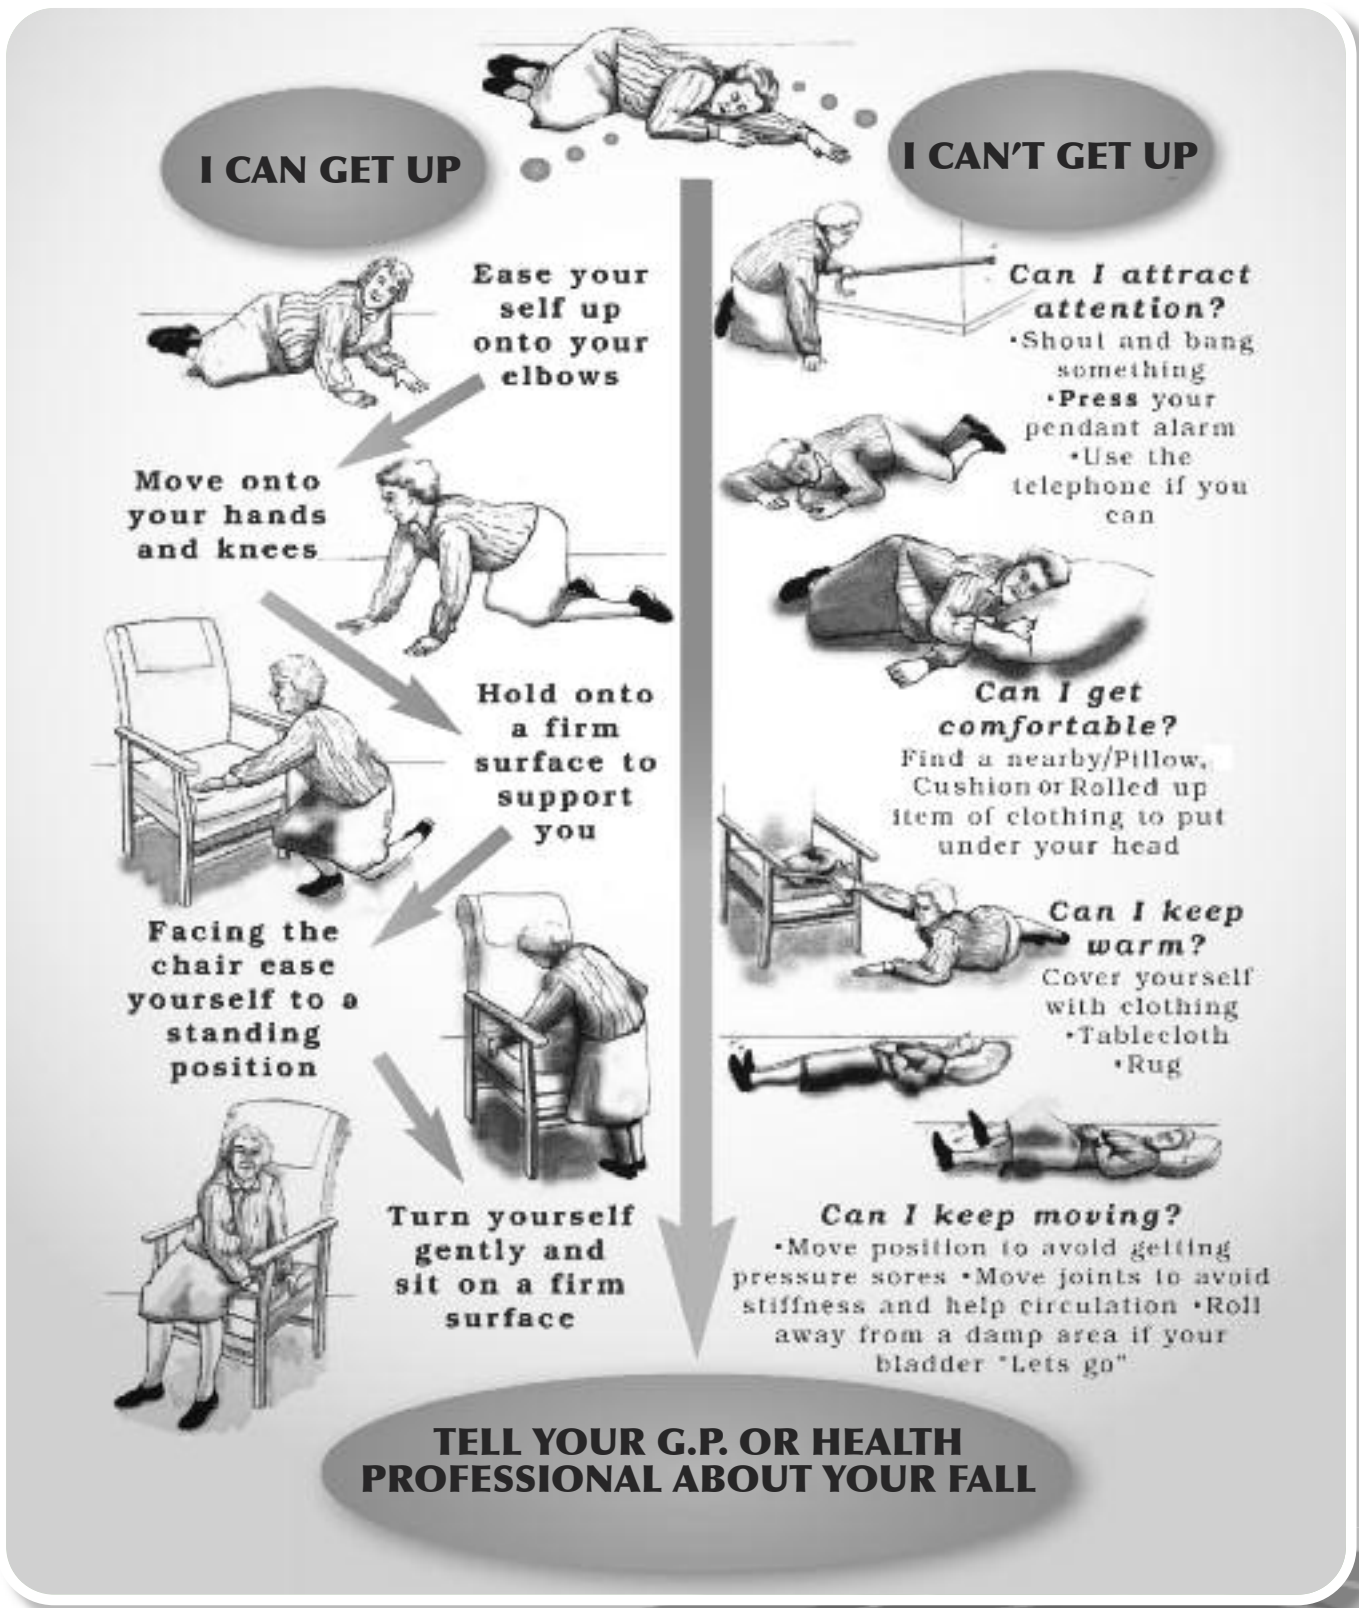 I CAN GET UP
Ease your
self up
onto your
elbows
Move onto
your hands
and knees
Hold onto
a firm
surface to
support
you
Facing the
chair ease
yourself to a
standing
position
Turn yourself
gently and
sit on a firm
surface
I CAN'T GET UP
Can I attract
attention?
•Shout and bang
something
•Press your
pendant alarm
•Use the
telephone if you
can
Can I get
comfortable?
Find a nearby/Pillow,
Cushion or Rolled up
item of clothing to put
under your head
Can I keep
warm?
Cover yourself
with clothing
•Tablecloth
•Rug
Can I keep moving?
•Move position to avoid getting
pressure sores •Move joints to avoid
stiffness and help circulation •Roll
away from a damp area if your
bladder "Lets go"
TELL YOUR G.P. OR HEALTH
PROFESSIONAL ABOUT YOUR FALL